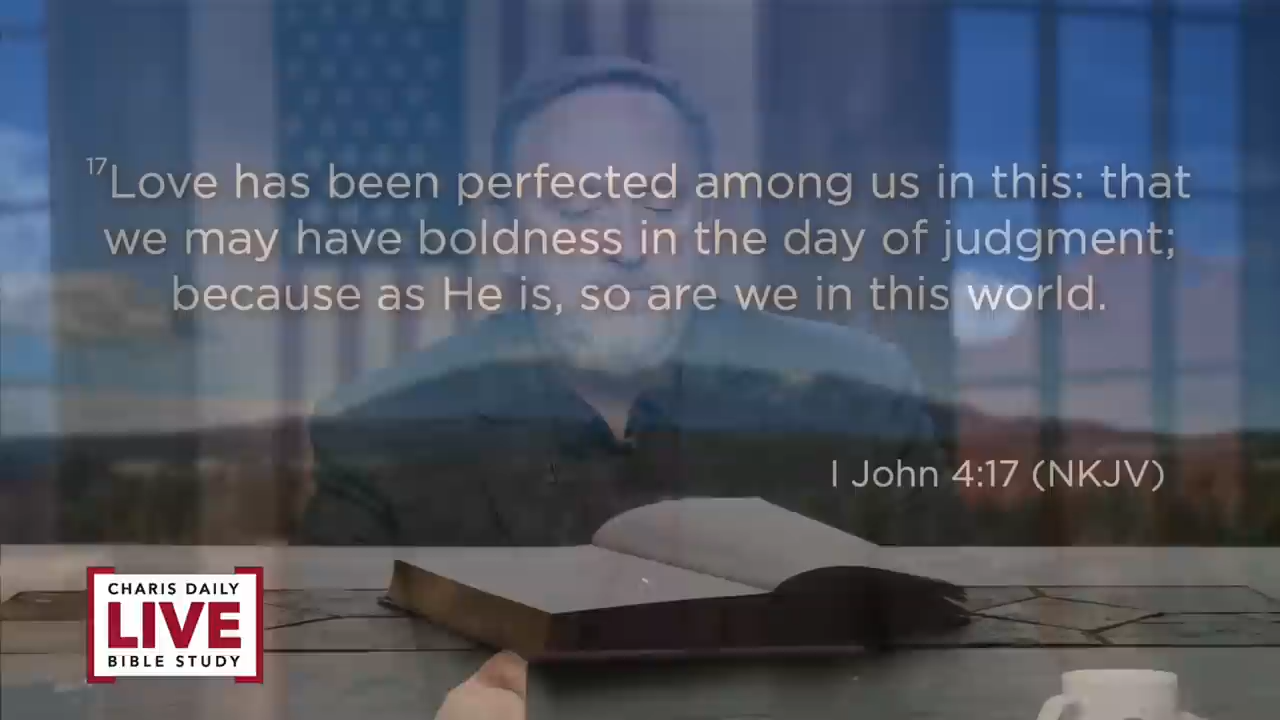 17Love has been perfected among us in this: that
we may have boldness in the day of judgment;
because as He is, so are we in this world.
I John 4:17 (NKJV)
CHARIS DAILY
LIVE
BIBLE STUDY